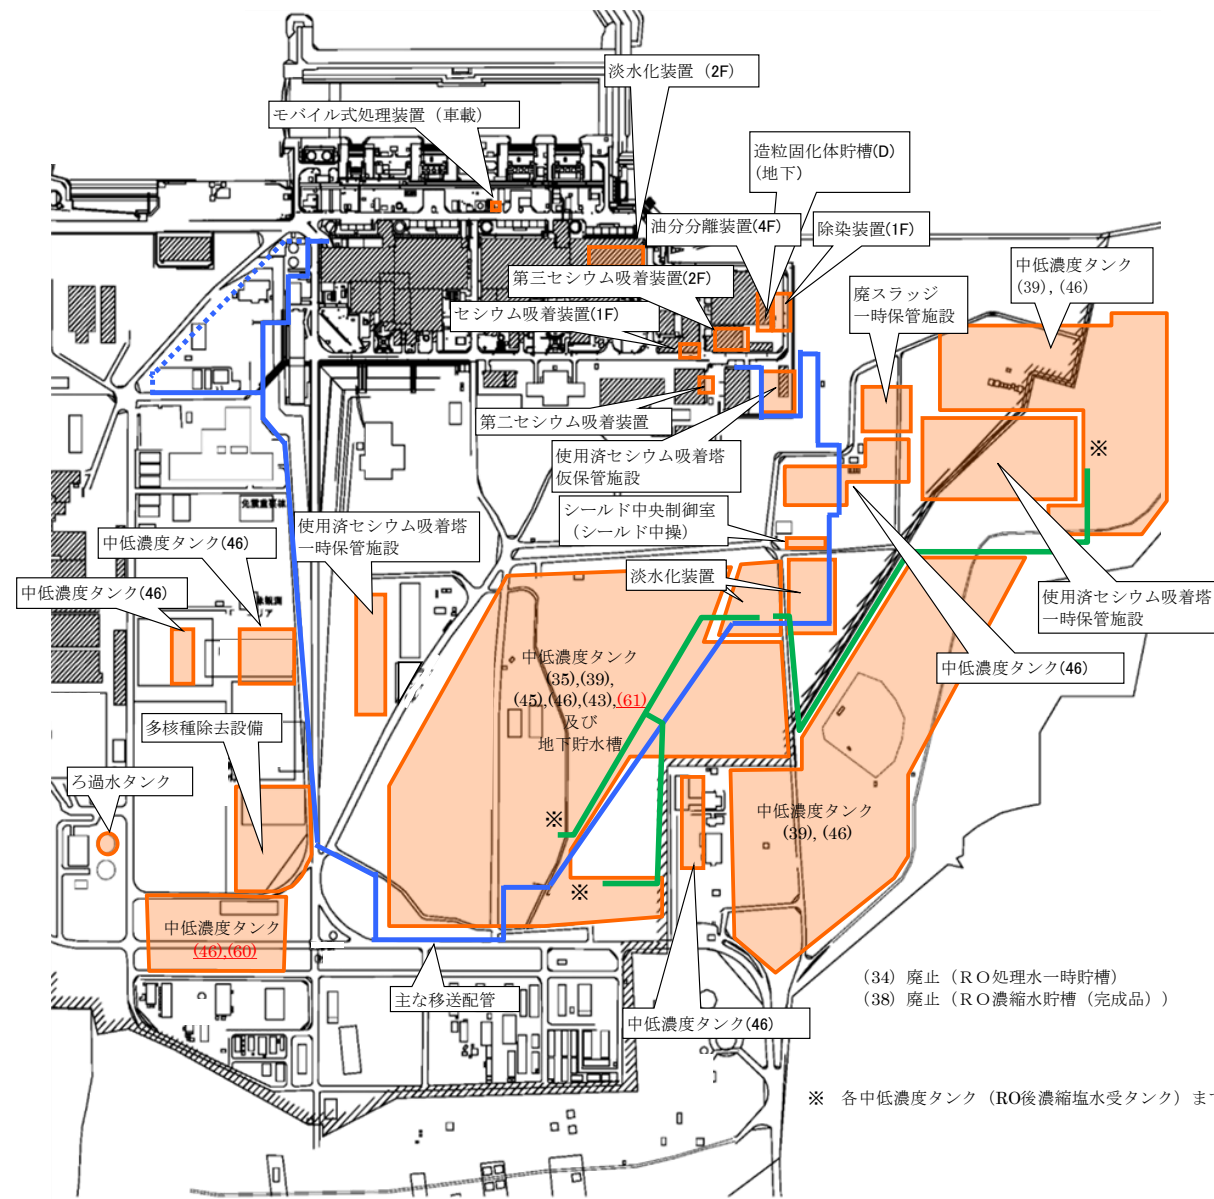 淡水化装置（2F）
モバイル式処理装置（車載）
造粒固化体貯槽(D)
(地下)
油分分離装置(4F)
除染装置(1F)
中低濃度タンク
(39), (46)
第三セシウム吸着装置(2F)
廃スラッジ
一時保管施設
セシウム吸着装置(1F)
第二セシウム吸着装置
使用済セシウム吸着塔
仮保管施設
※
シールド中央制御室
（シールド中操）
使用済セシウム吸着塔
一時保管施設
中低濃度タンク(46)
淡水化装置
中低濃度タンク(46)
使用済セシウム吸着塔
一時保管施設
中低濃度タンク(46)
中低濃度タンク
(35),(39),
(45),(46),(43),(61)
及び
地下貯水槽
多核種除去設備
ろ過水タンク
※
中低濃度タンク
(39), (46)
※
中低濃度タンク
(46),(60)
主な移送配管
中低濃度タンク(46)
（34）廃止（ＲＯ処理水一時貯槽）
（38）廃止（ＲＯ濃縮水貯槽（完成品））
※　各中低濃度タンク（RO後濃縮塩水受タンク）ま